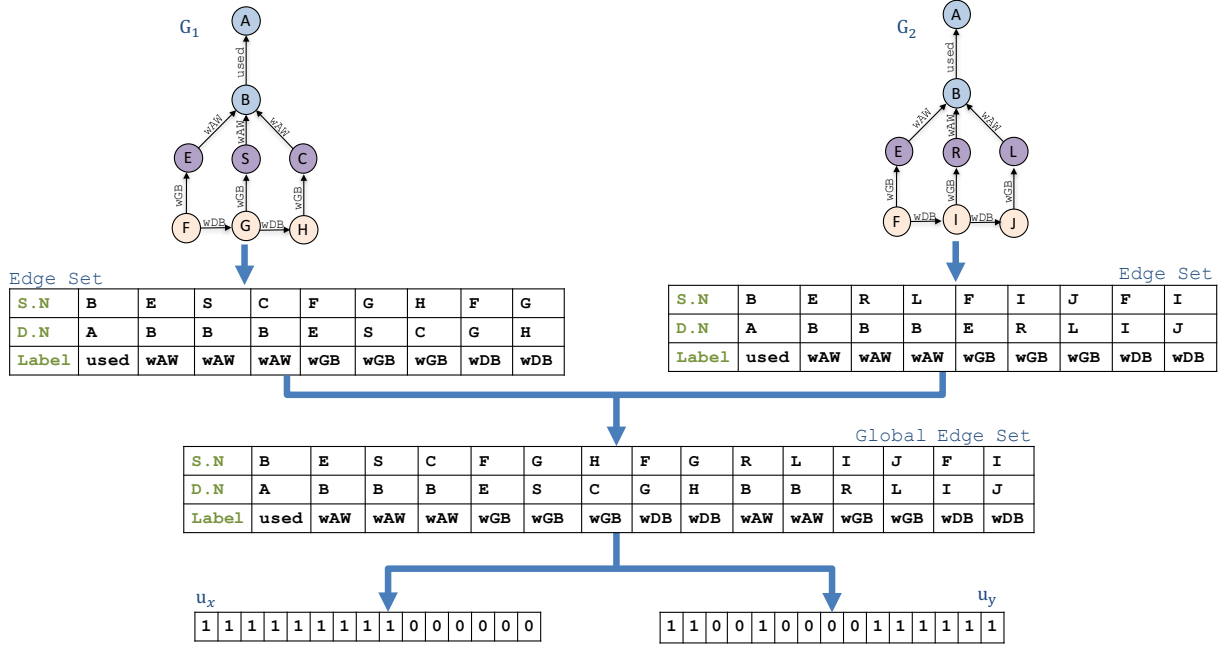 G1
A
used
B
wAW wAW wAW
E S C
wGB wGB wGB
F wDB G wDB H
G2
A
used
B
wAW wAW wAW
E R L
wGB wGB wGB
F wDB I wDB J
Edge Set
S.N B E S C F G H F G
D.N A B B B E S C G H
Label used wAW wAW wAW wGB wGB wGB wDB wDB
Edge Set
S.N B E R L F I J F I
D.N A B B B E R L I J
Label used wAW wAW wAW wGB wGB wGB wDB wDB
Global Edge Set
S.N B E S C F G H F G R L I J F I
D.N A B B B E S C G H B B R L I J
Label used wAW wAW wAW wGB wGB wGB wDB wDB wAW wAW wGB wGB wDB wDB
ux
1 1 1 1 1 1 1 1 1 0 0 0 0 0 0
uy
1 1 0 0 1 0 0 0 0 1 1 1 1 1 1